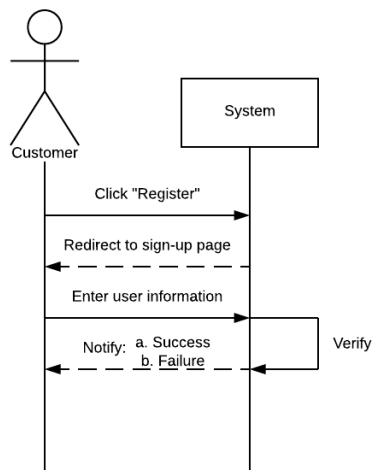 System
Customer
Click "Register"
Redirect to sign-up page
Enter user information
Notify: a. Success
b. Failure
Verify